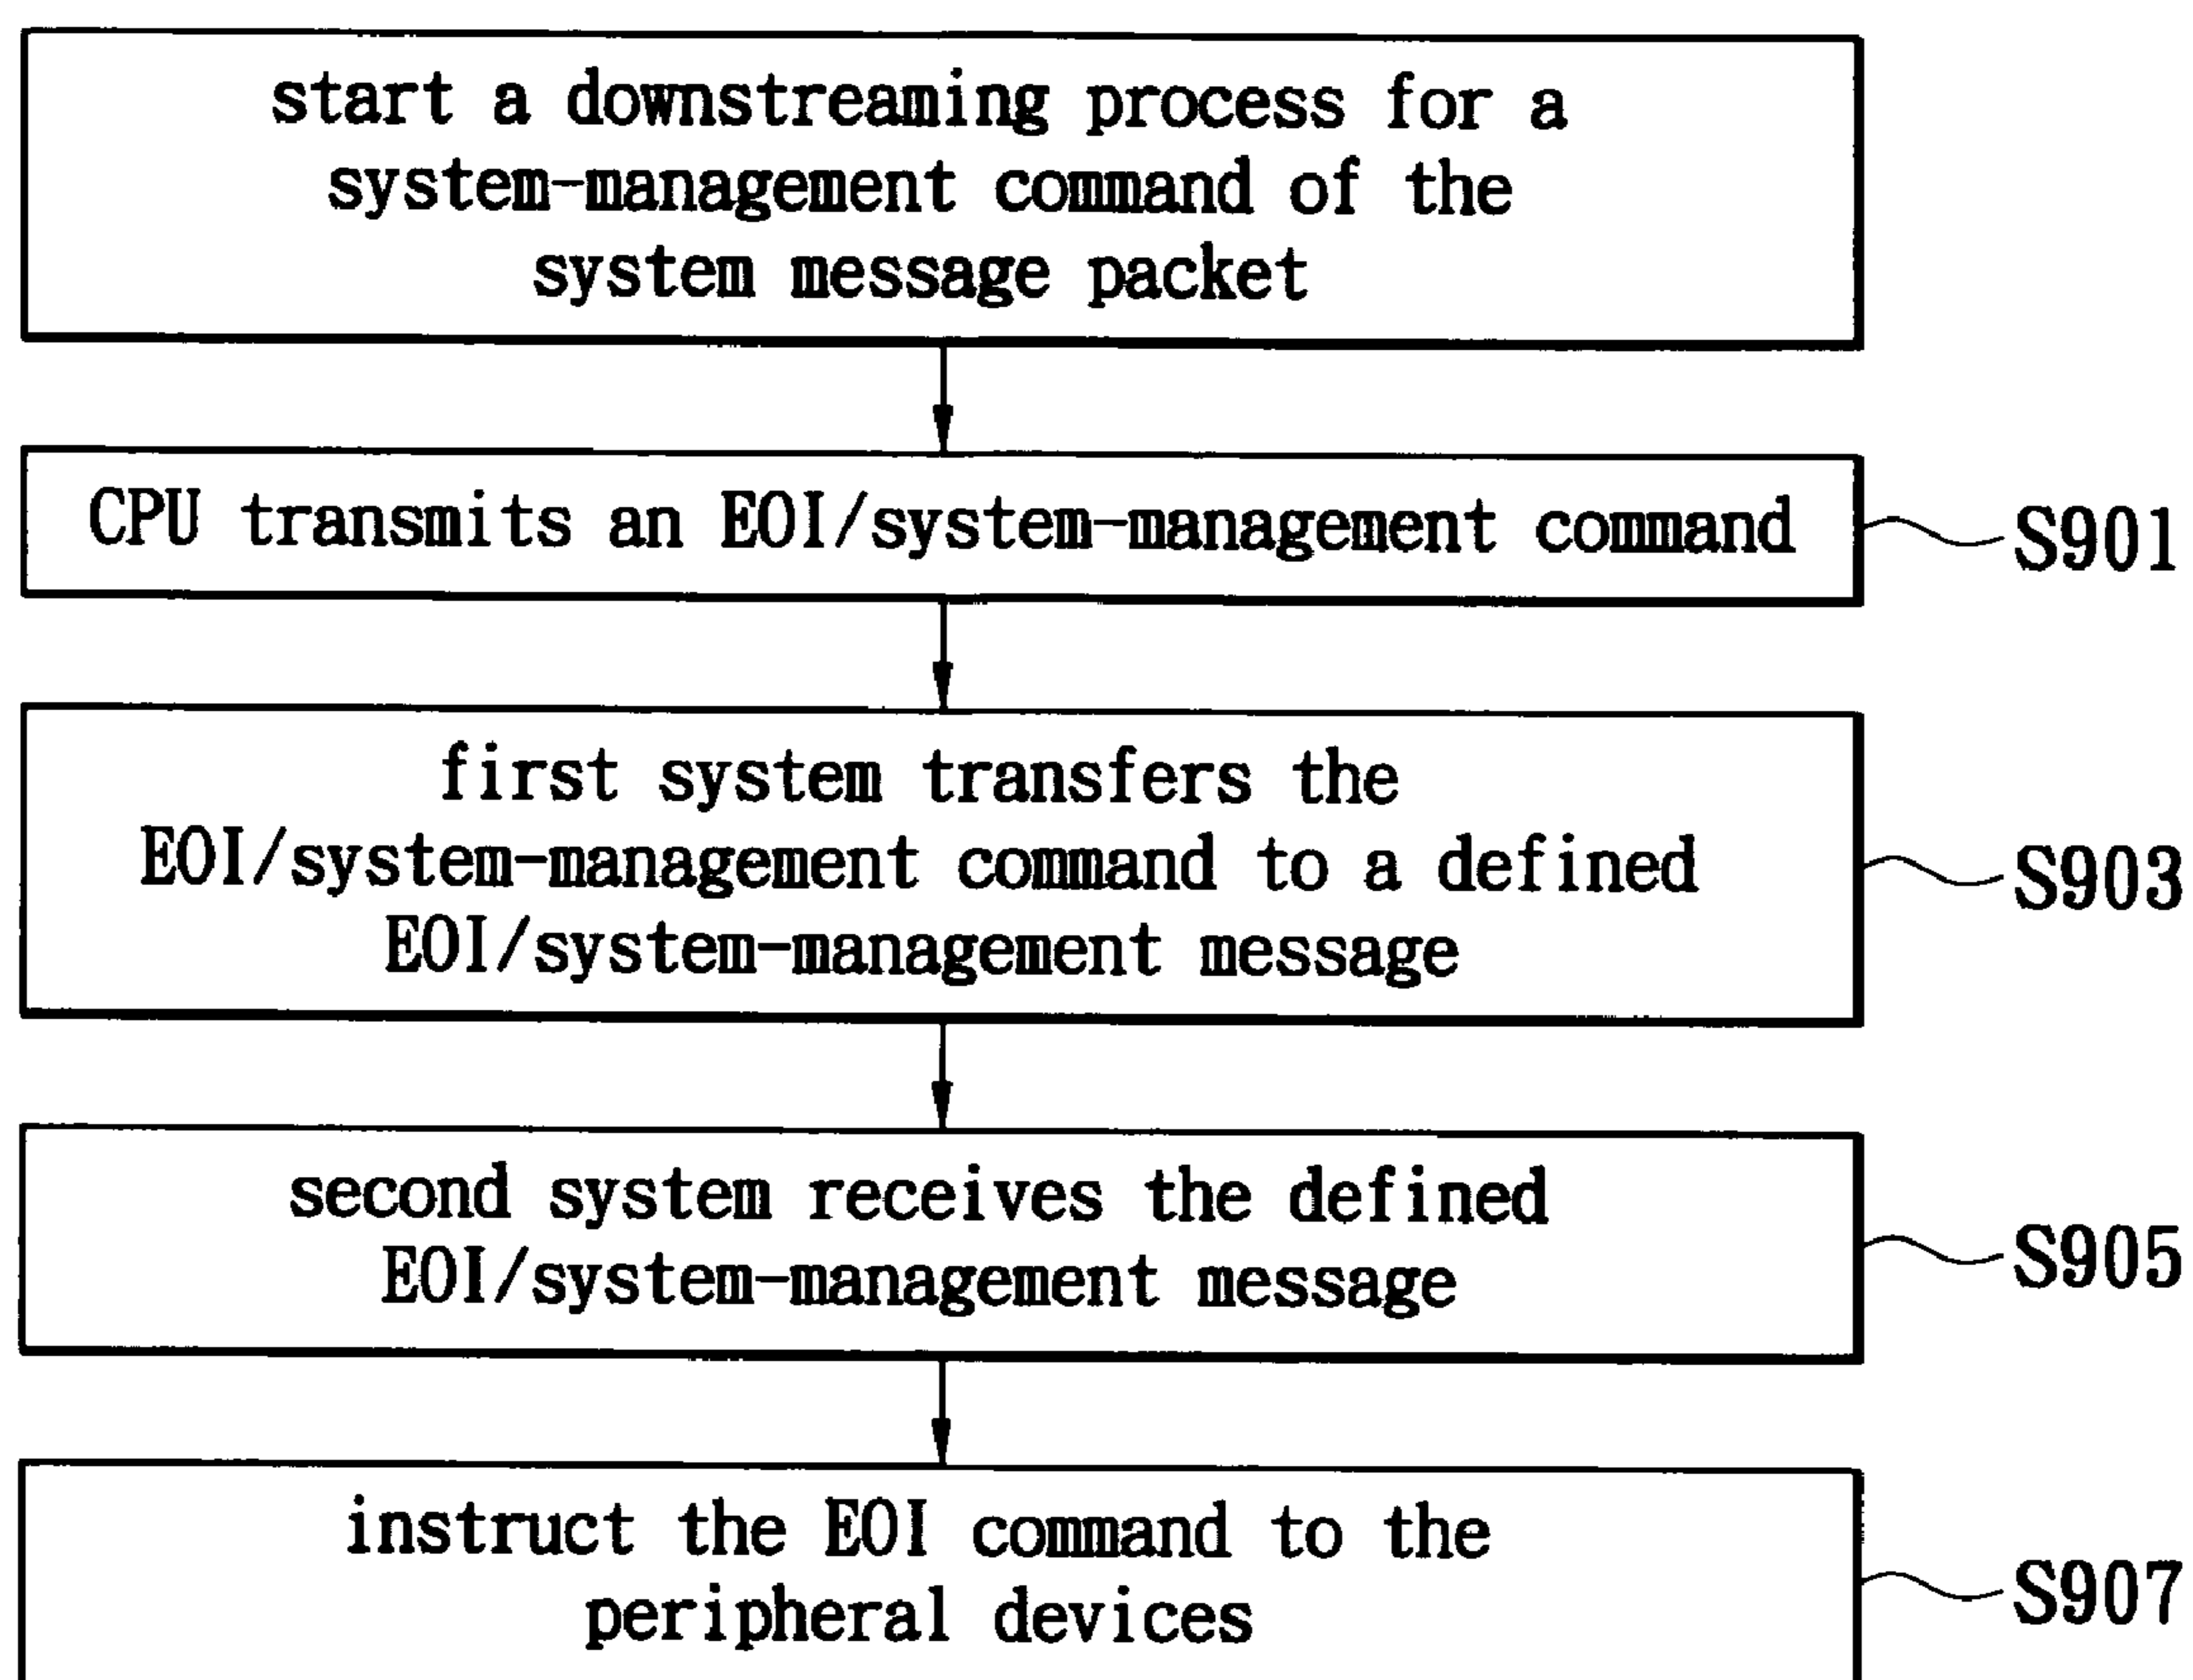 start a downstreaming process for a
system-management command of the
system message packet
CPU transmits an EOI/system-management command
S901
first system transfers the
EOI/system-management command to a defined
EOI/system-management message
S903
second system receives the defined
EOI/system-management message
S905
instruct the EOI command to the
peripheral devices
S907